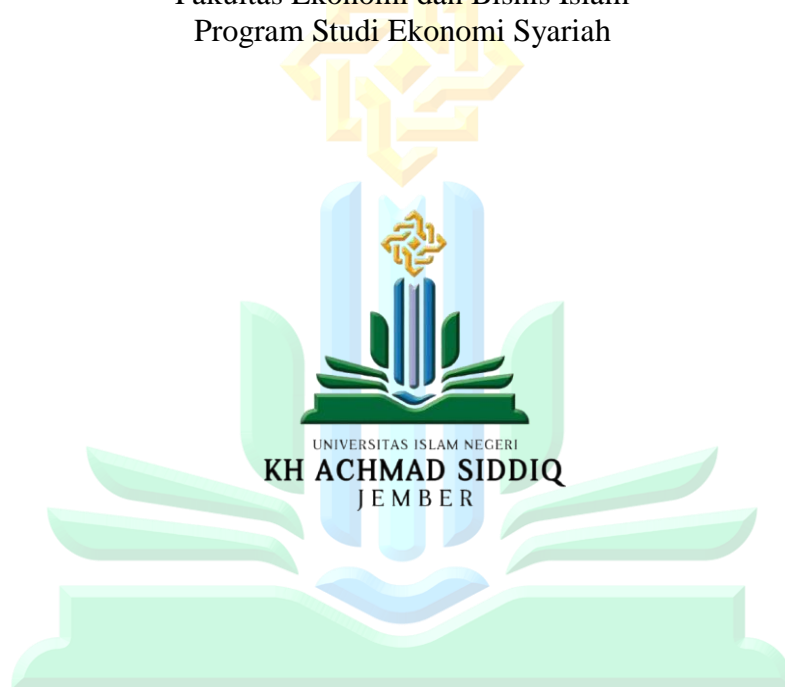 Fakultas Ekonomi dan Bisnis Islam
Program Studi Ekonomi Syariah
UNIVERSITAS ISLAM NEGERI
KH ACHMAD SIDDIQ
JEMBER